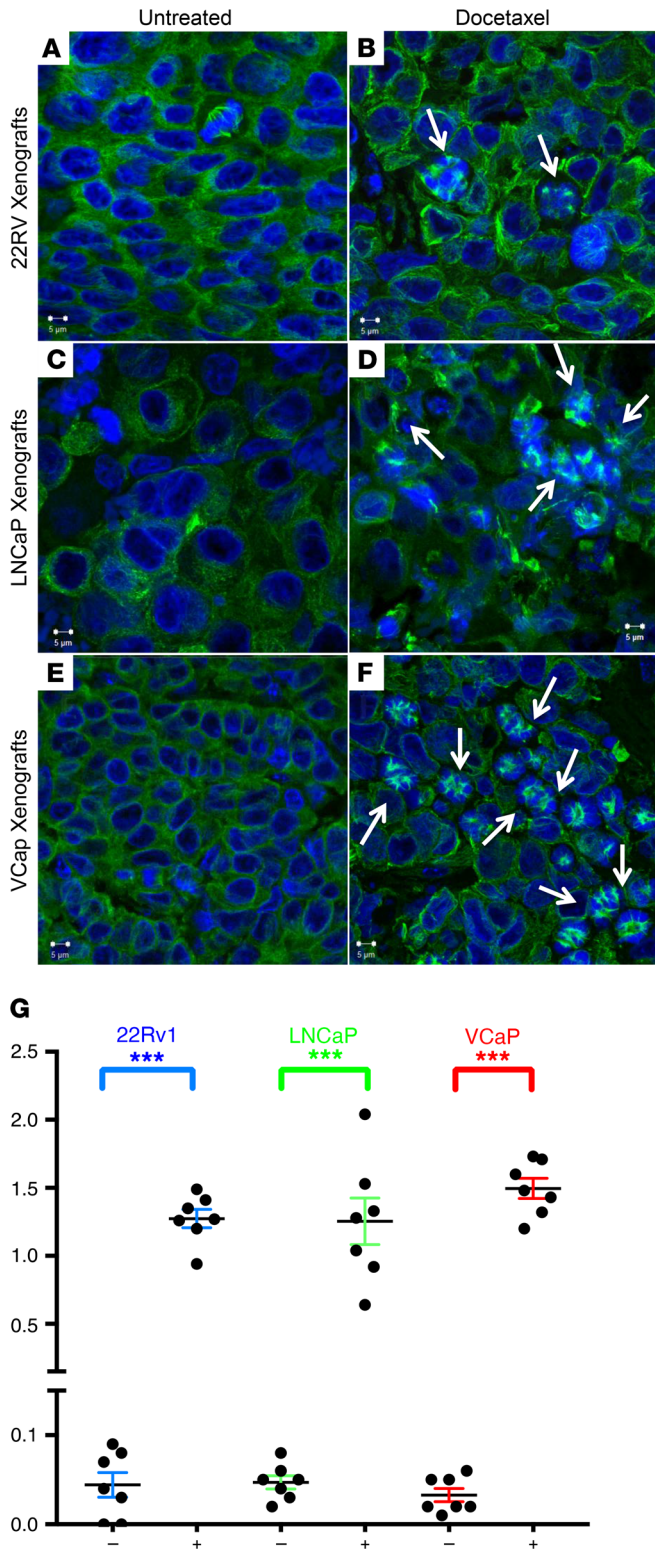 Untreated Docetaxel
A B
22RV Xenografts
5 µm 5 µm
C D
LNCaP Xenografts
5 µm 5 µm
E F
VCap Xenografts
5 µm 5 µm
G
22Rv1 LNCaP VCaP
*** *** ***
2.5
2.0
1.5
1.0
0.5
0.1
0.0
– + – + – +